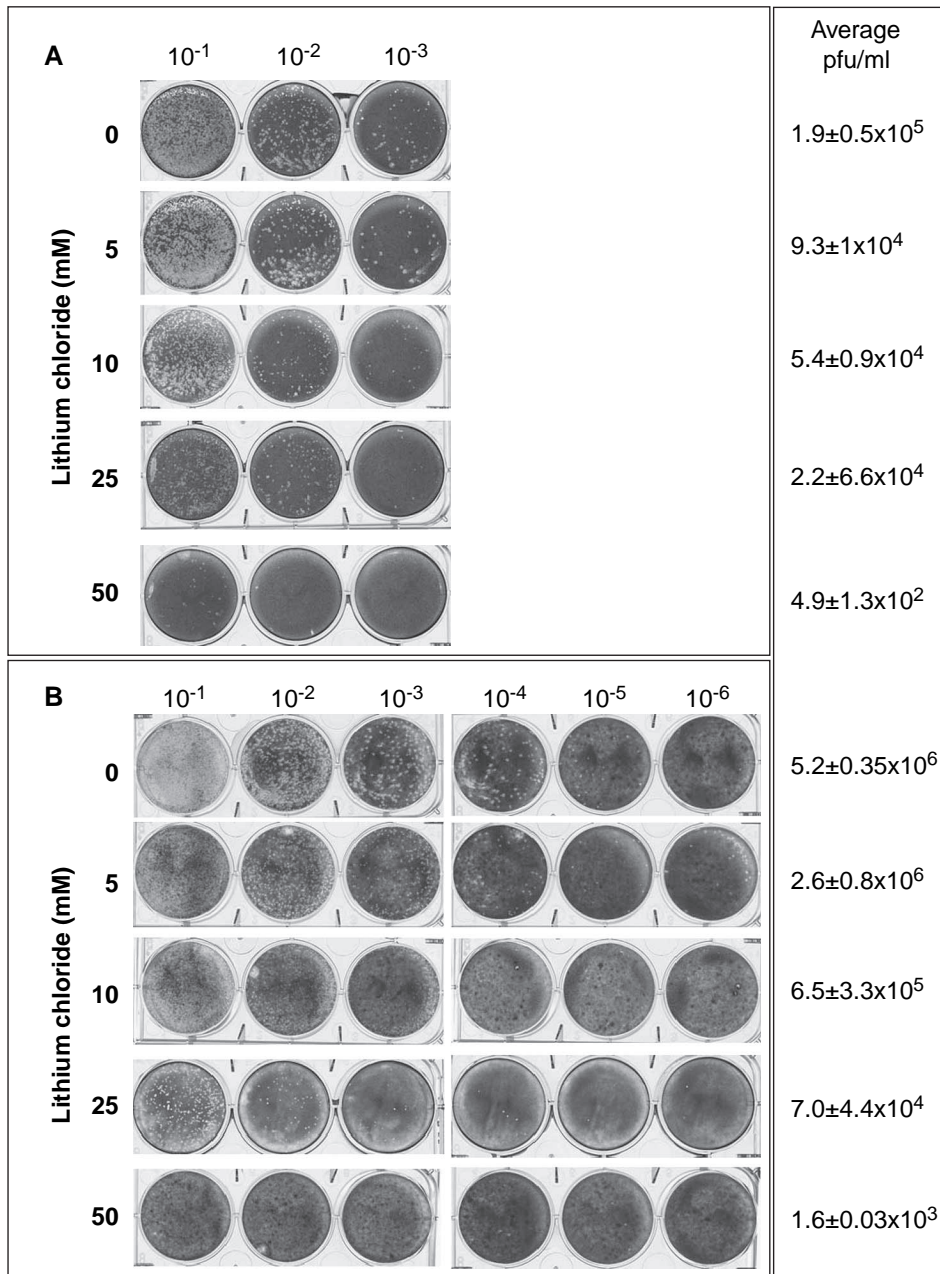 Average
pfu/ml
A 10⁻¹ 10⁻² 10⁻³
Lithium chloride (mM)
0 1.9±0.5x10⁵
5 9.3±1x10⁴
10 5.4±0.9x10⁴
25 2.2±6.6x10⁴
50 4.9±1.3x10²
B 10⁻¹ 10⁻² 10⁻³ 10⁻⁴ 10⁻⁵ 10⁻⁶
Lithium chloride (mM)
0 5.2±0.35x10⁶
5 2.6±0.8x10⁶
10 6.5±3.3x10⁵
25 7.0±4.4x10⁴
50 1.6±0.03x10³